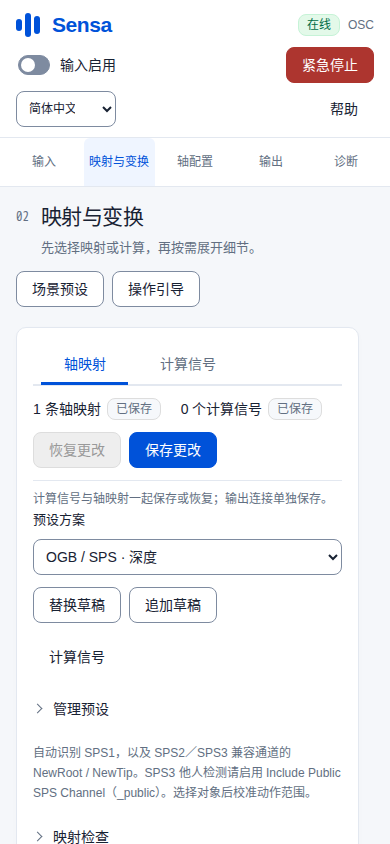 Sensa
在线 OSC
输入启用
紧急停止
简体中文
帮助
输入 映射与变换 轴配置 输出 诊断
02 映射与变换
先选择映射或计算，再按需展开细节。
场景预设 操作引导
轴映射 计算信号
1 条轴映射 已保存 0 个计算信号 已保存
恢复更改 保存更改
计算信号与轴映射一起保存或恢复；输出连接单独保存。
预设方案
OGB / SPS · 深度
替换草稿 追加草稿
计算信号
管理预设
自动识别 SPS1，以及 SPS2／SPS3 兼容通道的
NewRoot / NewTip。SPS3 他人检测请启用 Include Public
SPS Channel（_public）。选择对象后校准动作范围。
映射检查